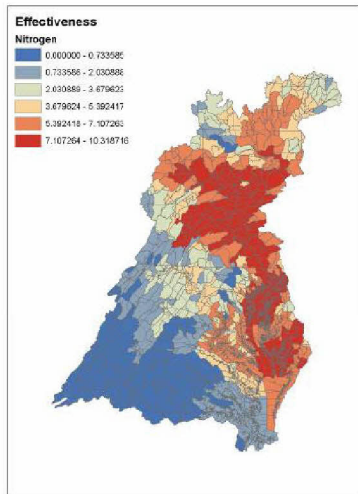 Effectiveness
Nitrogen
0.000000 - 0.733585
0.733586 - 2.030888
2.030889 - 3.679623
3.679624 - 5.392417
5.392418 - 7.107263
7.107264 - 10.318716